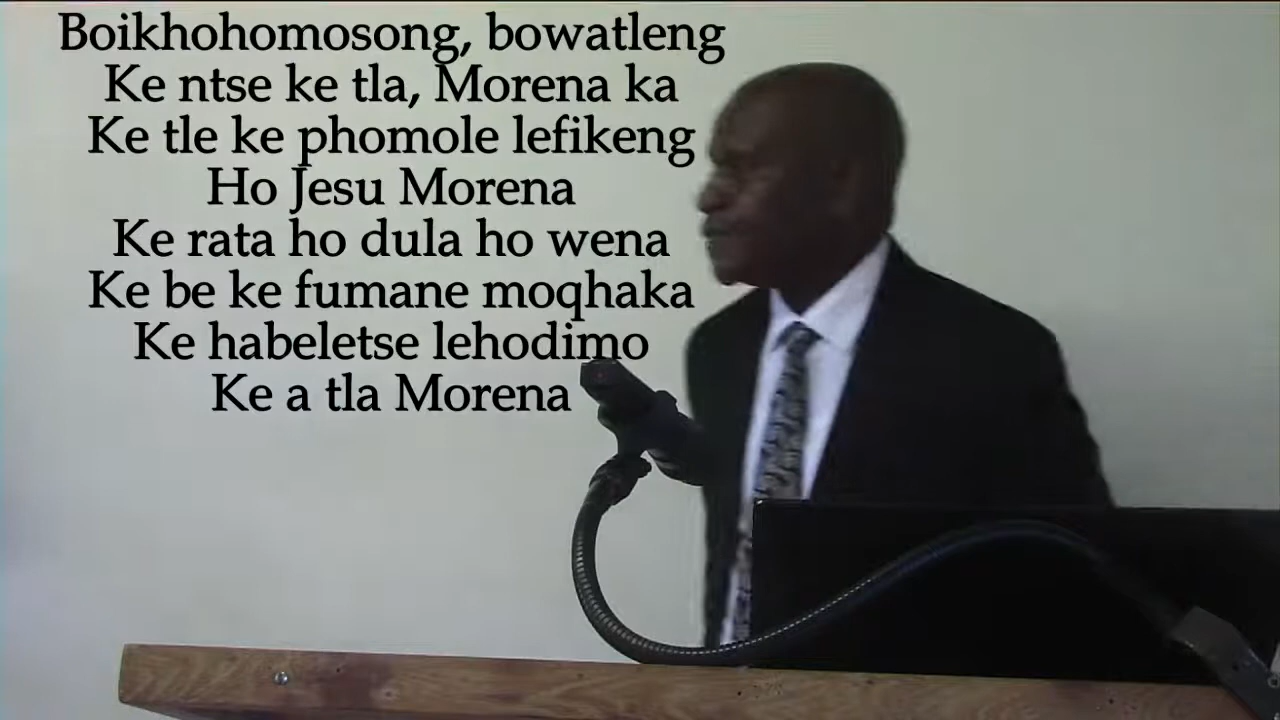 Boikhohomosong, bowatleng
Ke ntse ke tla, Morena ka
Ke tle ke phomole lefikeng
Ho Jesu Morena
Ke rata ho dula ho wena
Ke be ke fumane moqhaka
Ke habeletse lehodimo
Ke a tla Morena